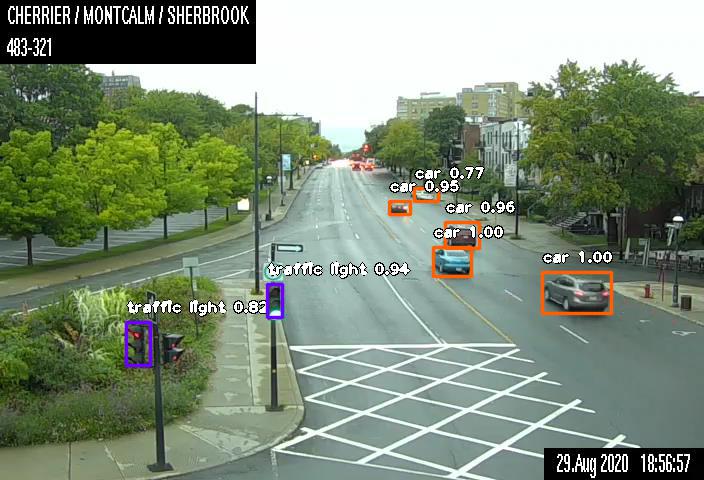 CHERRIER / MONTCALM / SHERBROOK
483-321
car 0.77
car 0.95
car 0.96
car 1.00
car 1.00
traffic light 0.94
traffic light 0.82
29.Aug 2020 18:56:57